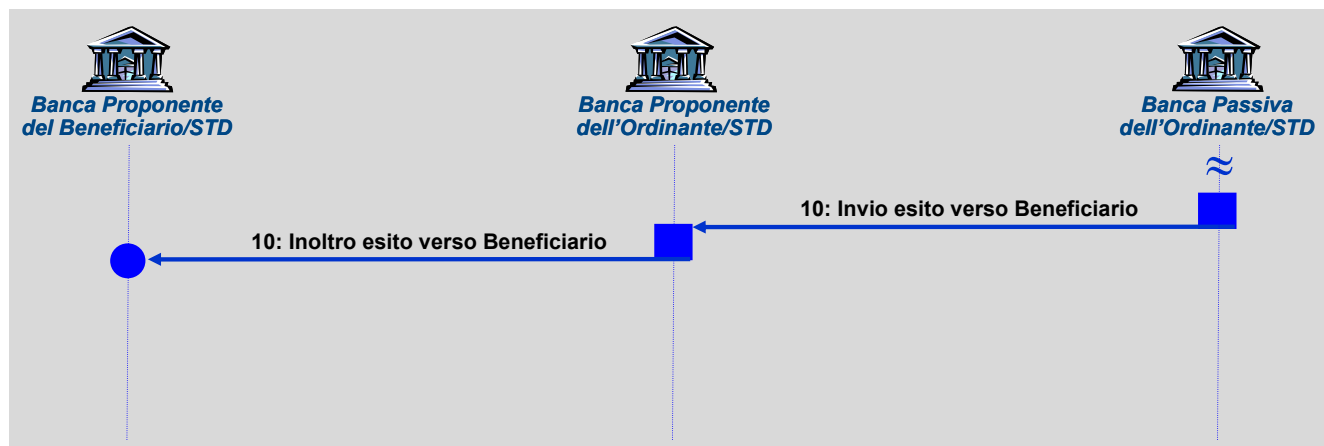 Banca Proponente
del Beneficiario/STD
Banca Proponente
dell'Ordinante/STD
Banca Passiva
dell'Ordinante/STD
≈
10: Invio esito verso Beneficiario
10: Inoltro esito verso Beneficiario